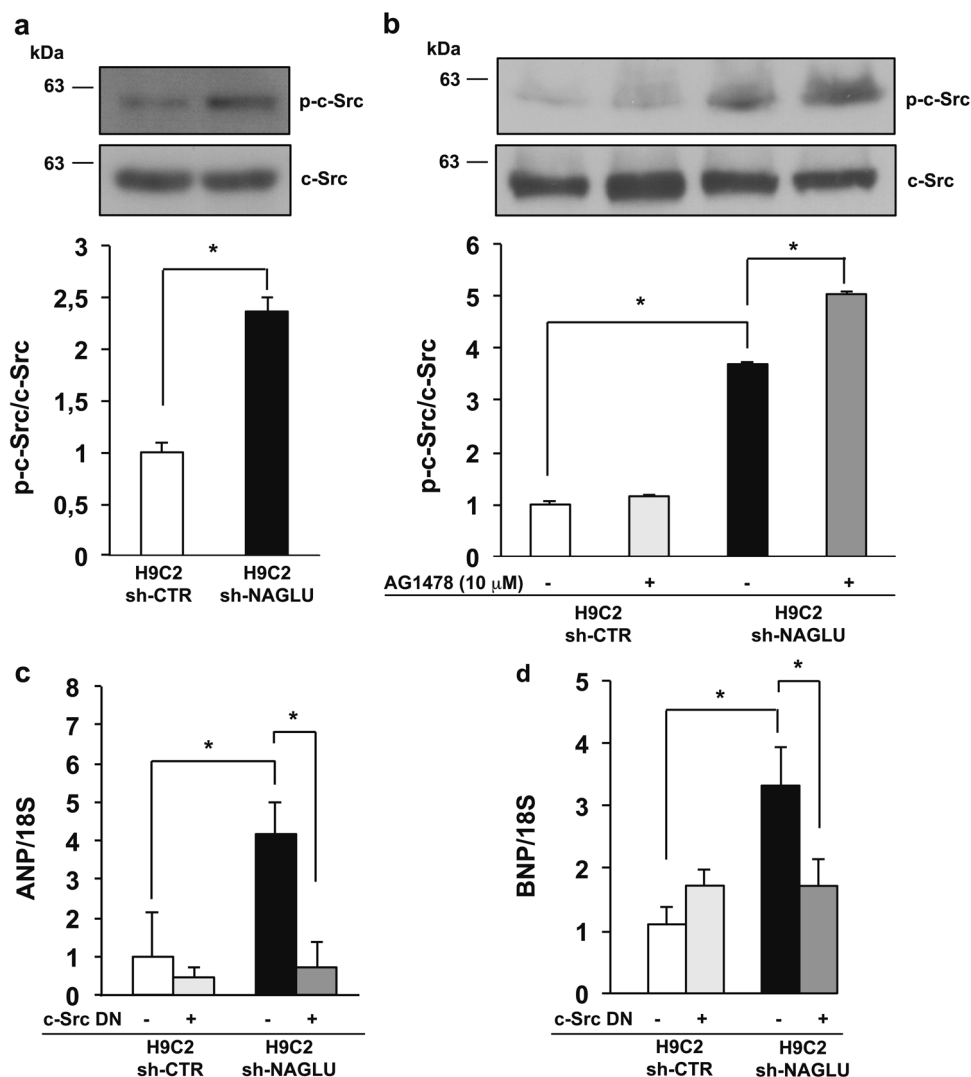 a
kDa
63
p-c-Src
63
c-Src
p-c-Src/c-Src
3
*
2,5
2
1,5
1
0,5
0
H9C2 H9C2
sh-CTR sh-NAGLU
b
kDa
63
p-c-Src
63
c-Src
p-c-Src/c-Src
6
*
5
*
4
3
2
1
0
AG1478 (10 μM) - + - +
H9C2 H9C2
sh-CTR sh-NAGLU
c
ANP/18S
8
7
*
6
*
5
4
3
2
1
0
c-Src DN - + - +
H9C2 H9C2
sh-CTR sh-NAGLU
d
BNP/18S
*
5
*
4
3
2
1
0
c-Src DN - + - +
H9C2 H9C2
sh-CTR sh-NAGLU